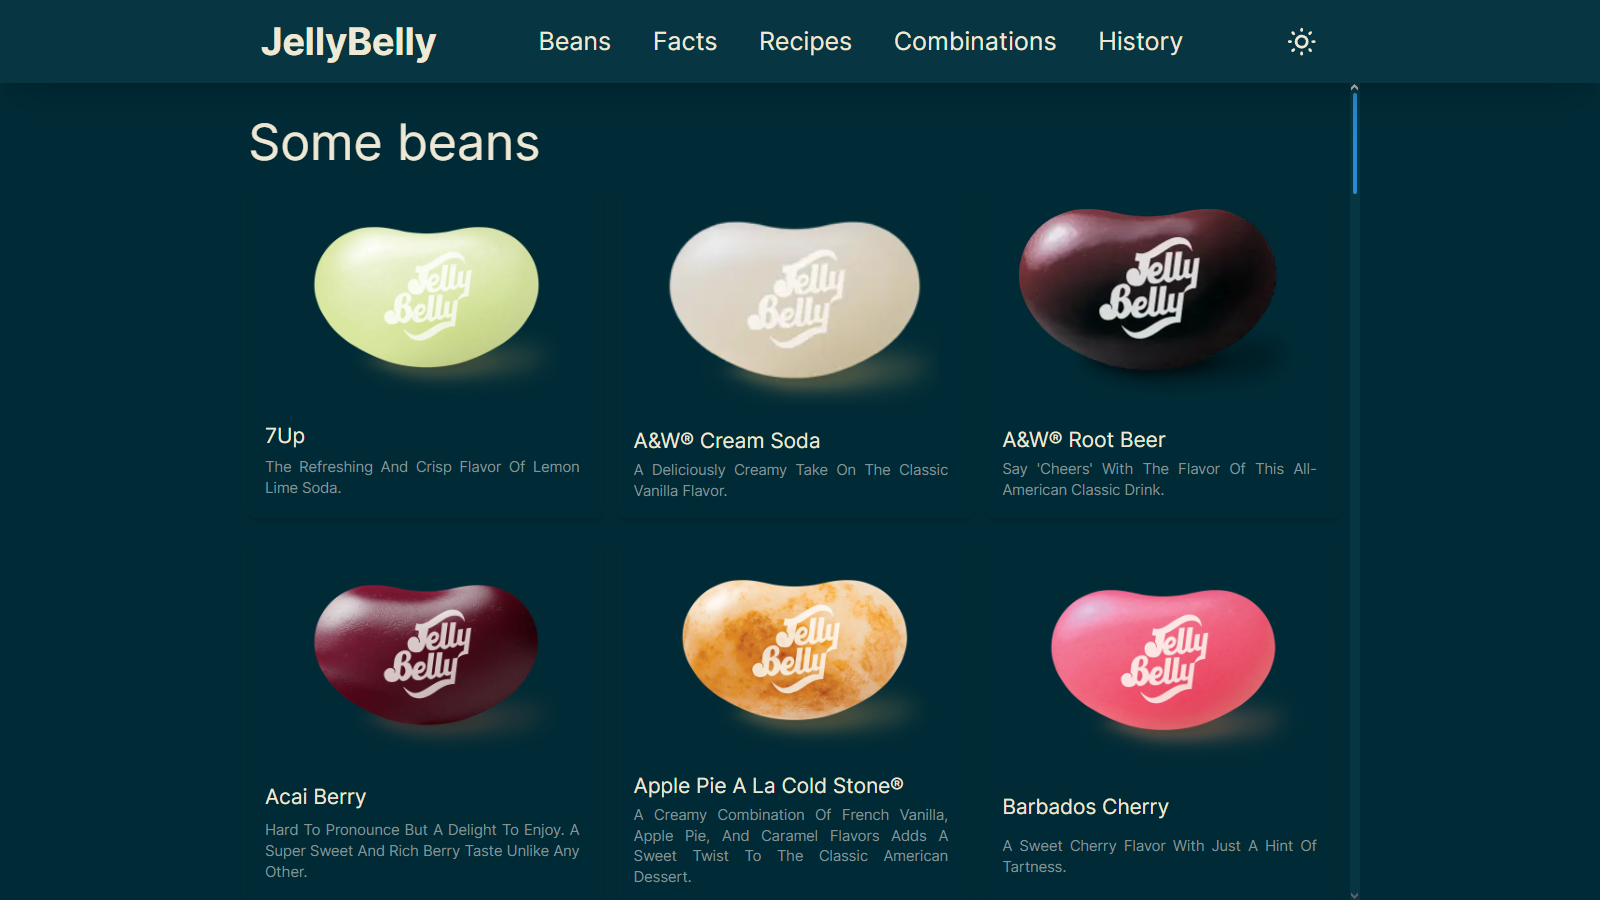 JellyBelly Beans Facts Recipes Combinations History
Some beans
Jelly Belly
Jelly Belly
Jelly Belly
7Up
The Refreshing And Crisp Flavor Of Lemon
Lime Soda.
A&W® Cream Soda
A Deliciously Creamy Take On The Classic
Vanilla Flavor.
A&W® Root Beer
Say 'Cheers' With The Flavor Of This All-
American Classic Drink.
Jelly Belly
Jelly Belly
Jelly Belly
Acai Berry
Hard To Pronounce But A Delight To Enjoy. A
Super Sweet And Rich Berry Taste Unlike Any
Other.
Apple Pie A La Cold Stone®
A Creamy Combination Of French Vanilla,
Apple Pie, And Caramel Flavors Adds A
Sweet Twist To The Classic American
Dessert.
Barbados Cherry
A Sweet Cherry Flavor With Just A Hint Of
Tartness.